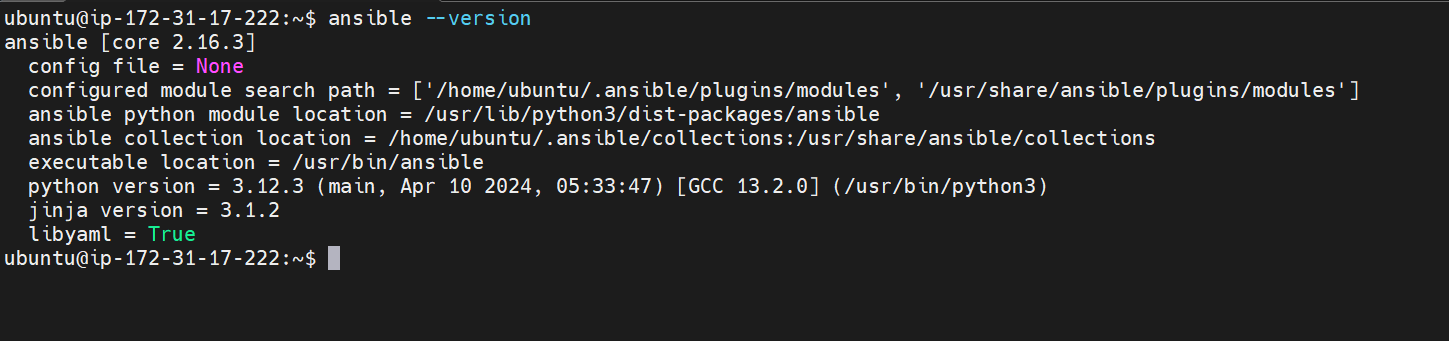 ubuntu@ip-172-31-17-222:~$ ansible --version
ansible [core 2.16.3]
  config file = None
  configured module search path = ['/home/ubuntu/.ansible/plugins/modules', '/usr/share/ansible/plugins/modules']
  ansible python module location = /usr/lib/python3/dist-packages/ansible
  ansible collection location = /home/ubuntu/.ansible/collections:/usr/share/ansible/collections
  executable location = /usr/bin/ansible
  python version = 3.12.3 (main, Apr 10 2024, 05:33:47) [GCC 13.2.0] (/usr/bin/python3)
  jinja version = 3.1.2
  libyaml = True
ubuntu@ip-172-31-17-222:~$